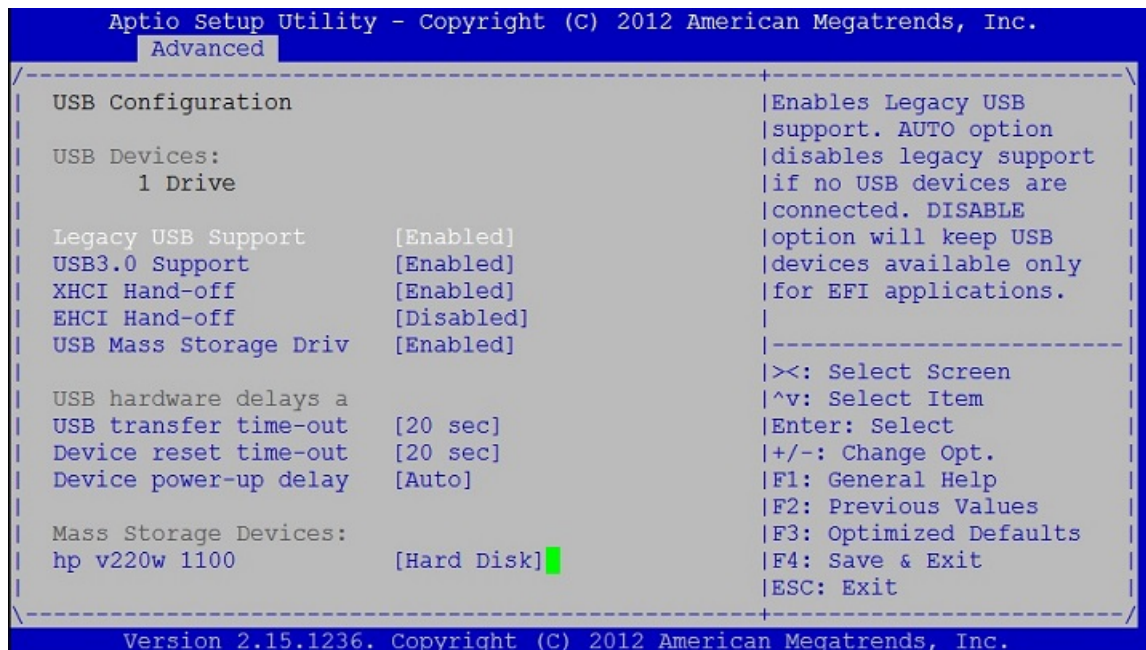 Aptio Setup Utility - Copyright (C) 2012 American Megatrends, Inc.
Advanced
USB Configuration
USB Devices:
1 Drive
Legacy USB Support [Enabled]
USB3.0 Support [Enabled]
XHCI Hand-off [Enabled]
EHCI Hand-off [Disabled]
USB Mass Storage Driv [Enabled]
USB hardware delays a
USB transfer time-out [20 sec]
Device reset time-out [20 sec]
Device power-up delay [Auto]
Mass Storage Devices:
hp v220w 1100 [Hard Disk]
Enables Legacy USB
support. AUTO option
disables legacy support
if no USB devices are
connected. DISABLE
option will keep USB
devices available only
for EFI applications.
><: Select Screen
^v: Select Item
Enter: Select
+/-: Change Opt.
F1: General Help
F2: Previous Values
F3: Optimized Defaults
F4: Save & Exit
ESC: Exit
Version 2.15.1236. Copyright (C) 2012 American Megatrends, Inc.